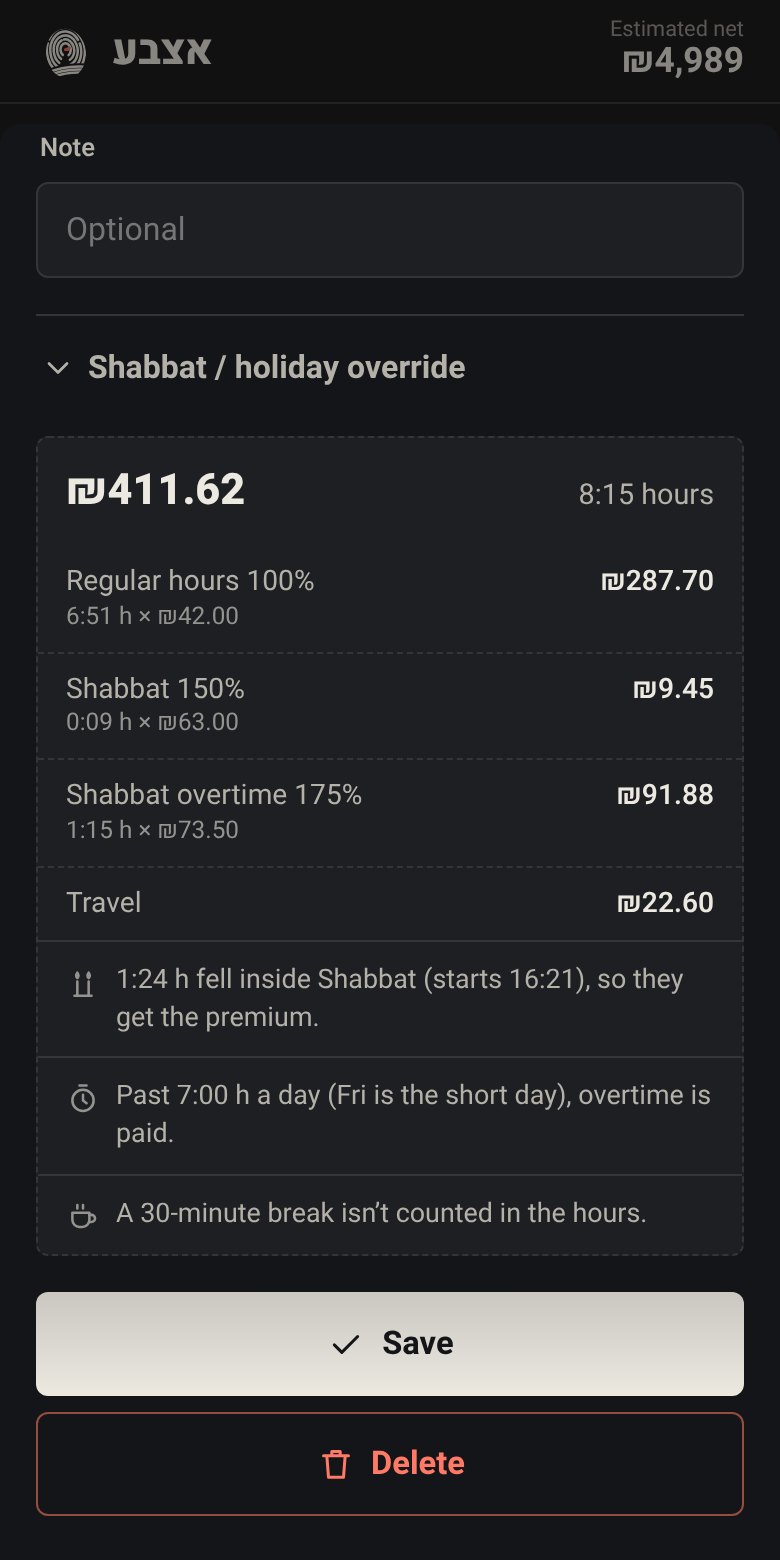 אצבע
Estimated net
₪4,989
Note
Optional
Shabbat / holiday override
₪411.62
8:15 hours
Regular hours 100%
₪287.70
6:51 h × ₪42.00
Shabbat 150%
₪9.45
0:09 h × ₪63.00
Shabbat overtime 175%
₪91.88
1:15 h × ₪73.50
Travel
₪22.60
1:24 h fell inside Shabbat (starts 16:21), so they
get the premium.
Past 7:00 h a day (Fri is the short day), overtime is
paid.
A 30-minute break isn’t counted in the hours.
Save
Delete